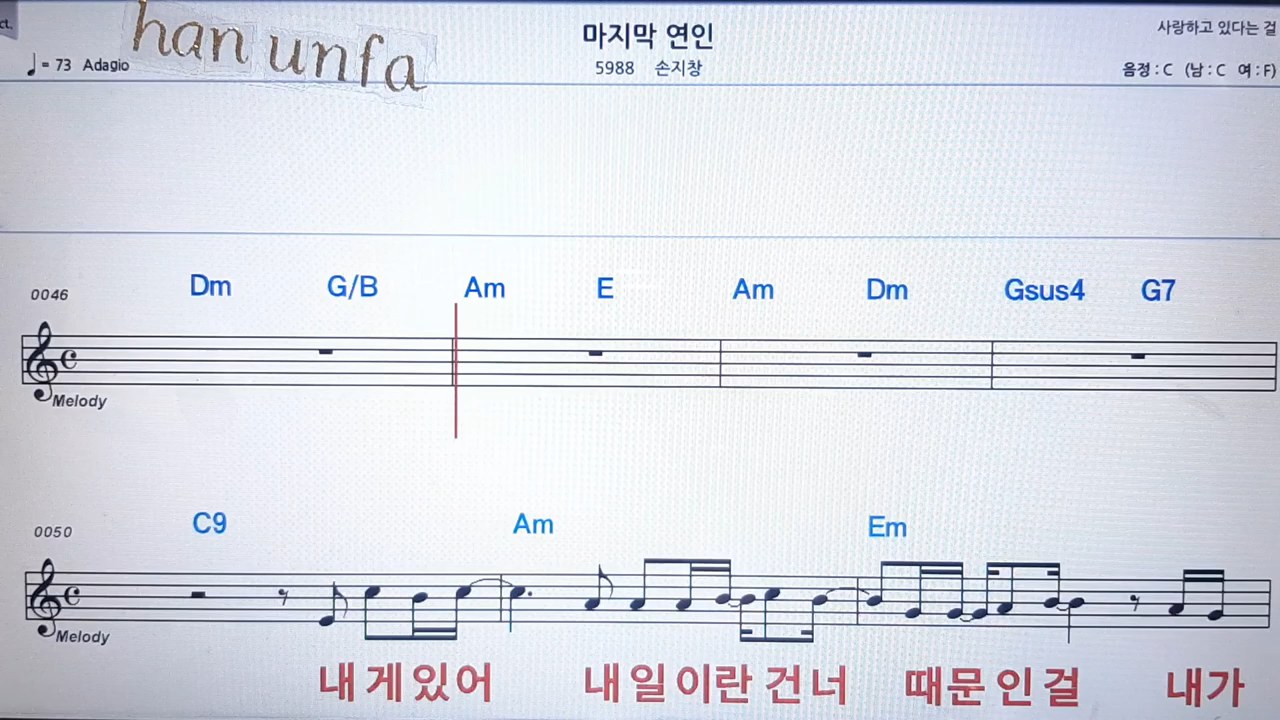 ct.
han unfa
마지막 연인
사랑하고 있다는 걸
♩= 73 Adagio
5988 손지창
음정 : C (남 : C 여 : F)
Dm G/B Am E Am Dm Gsus4 G7
0046
Melody
C9 Am Em
0050
Melody
내게있어 내일이란 건너 때문인걸 내가